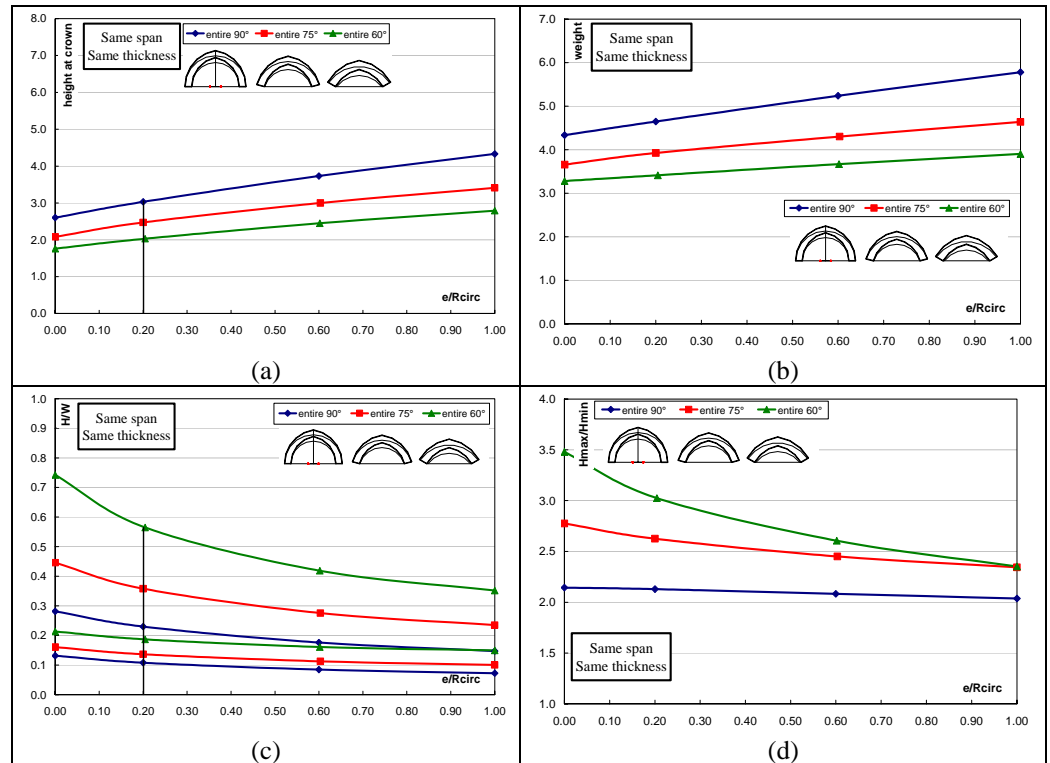 8.0
7.0
6.0
5.0
4.0
3.0
2.0
1.0
0.0
height at crown
Same span
Same thickness
entire 90° entire 75° entire 60°
e/Rcirc
0.00 0.10 0.20 0.30 0.40 0.50 0.60 0.70 0.80 0.90 1.00
(a)
7.0
6.0
5.0
4.0
3.0
2.0
1.0
0.0
weight
Same span
Same thickness
entire 90° entire 75° entire 60°
e/Rcirc
0.00 0.10 0.20 0.30 0.40 0.50 0.60 0.70 0.80 0.90 1.00
(b)
1.0
0.9
0.8
0.7
0.6
0.5
0.4
0.3
0.2
0.1
0.0
H/W
Same span
Same thickness
entire 90° entire 75° entire 60°
e/Rcirc
0.00 0.10 0.20 0.30 0.40 0.50 0.60 0.70 0.80 0.90 1.00
(c)
4.0
3.5
3.0
2.5
2.0
1.5
1.0
Hmax/Hmin
entire 90° entire 75° entire 60°
Same span
Same thickness
e/Rcirc
0.00 0.10 0.20 0.30 0.40 0.50 0.60 0.70 0.80 0.90 1.00
(d)